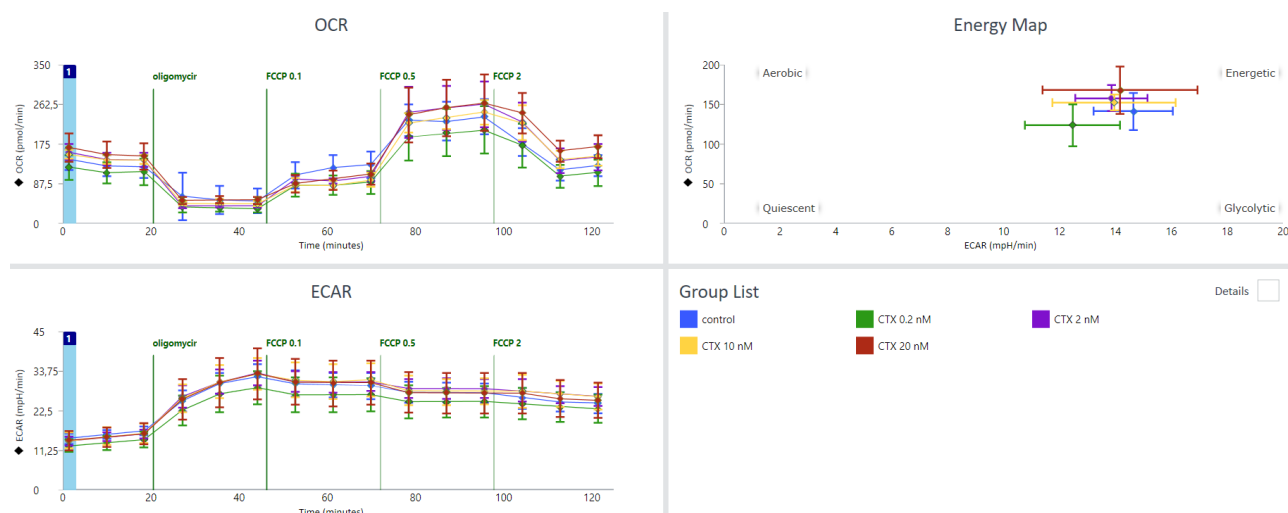 OCR
350
262,5
175
87,5
0
OCR (pmol/min)
1
oligomycir
FCCP 0.1
FCCP 0.5
FCCP 2
0 20 40 60 80 100 120
Time (minutes)
Energy Map
200
150
100
50
0
OCR (pmol/min)
Aerobic
Energetic
Quiescent
Glycolytic
0 2 4 6 8 10 12 14 16 18 20
ECAR (mpH/min)
ECAR
45
33,75
22,5
11,25
0
ECAR (mpH/min)
1
oligomycir
FCCP 0.1
FCCP 0.5
FCCP 2
0 20 40 60 80 100 120
Time (minutes)
Group List
Details
control
CTX 0.2 nM
CTX 2 nM
CTX 10 nM
CTX 20 nM